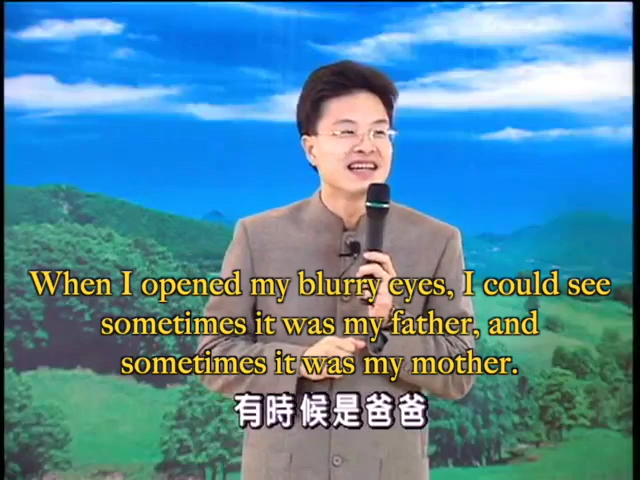 When I opened my blurry eyes, I could see
sometimes it was my father, and
sometimes it was my mother.
有時候是爸爸